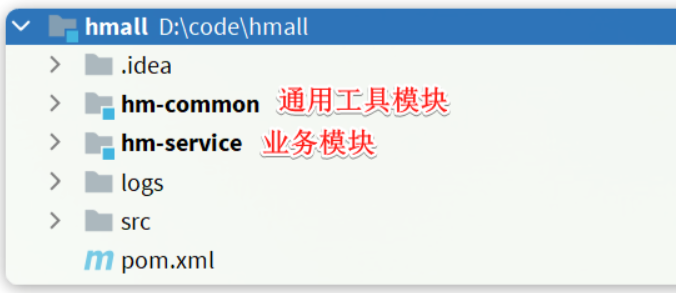 hmall D:\code\hmall
.idea
hm-common 通用工具模块
hm-service 业务模块
logs
src
m pom.xml